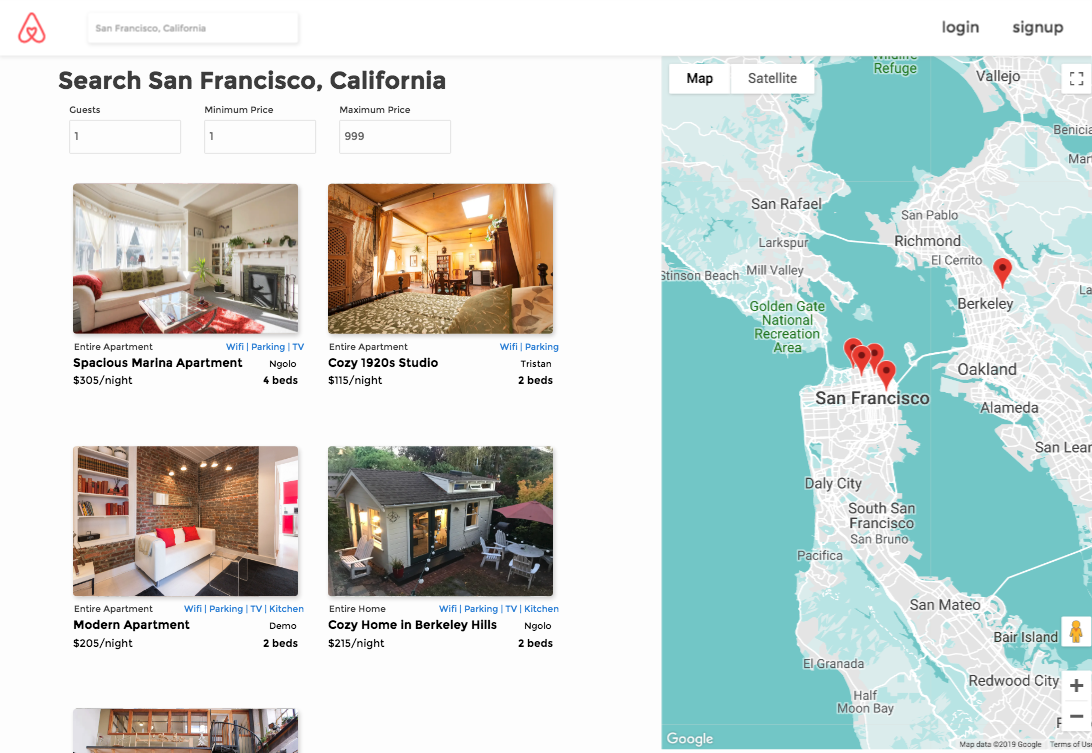 San Francisco, California
login
signup
Search San Francisco, California
Guests
Minimum Price
Maximum Price
1
1
999
Entire Apartment
Wifi | Parking | TV
Spacious Marina Apartment
Ngolo
$305/night
4 beds
Entire Apartment
Wifi | Parking
Cozy 1920s Studio
Tristan
$115/night
2 beds
Entire Apartment
Wifi | Parking | TV | Kitchen
Modern Apartment
Demo
$205/night
2 beds
Entire Home
Wifi | Parking | TV | Kitchen
Cozy Home in Berkeley Hills
Ngolo
$215/night
2 beds
Map
Satellite
Wildlife
Refuge
Vallejo
Benicia
Mar
San Rafael
San Pablo
Larkspur
Richmond
El Cerrito
Stinson Beach
Mill Valley
La
Golden Gate
National
Recreation
Area
Berkeley
Oakland
San Francisco
Alameda
San Lean
Daly City
South San
Francisco
San Bruno
Pacifica
San Mateo
Bair Island
El Granada
Redwood City
Half
Moon Bay
Google
Map data ©2019 Google
Terms of Us